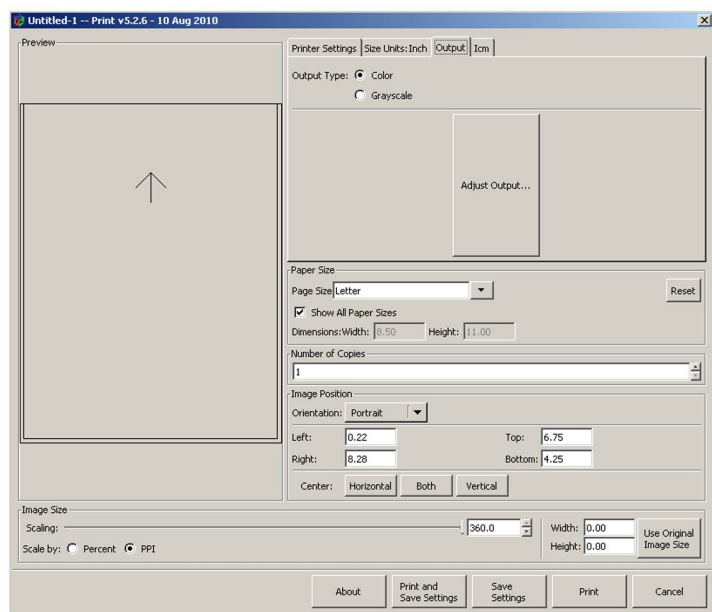 Untitled-1 -- Print v5.2.6 - 10 Aug 2010
Preview
Printer Settings Size Units:Inch Output Icm
Output Type: Color
Grayscale
Adjust Output...
Paper Size
Page Size Letter Reset
Show All Paper Sizes
Dimensions:Width: 8.50 Height: 11.00
Number of Copies
1
Image Position
Orientation: Portrait
Left: 0.22 Top: 6.75
Right: 8.28 Bottom: 4.25
Center: Horizontal Both Vertical
Image Size
Scaling: 360.0 Width: 0.00 Use Original
Scale by: Percent PPI Height: 0.00 Image Size
About Print and Save Print Cancel
Save Settings Settings